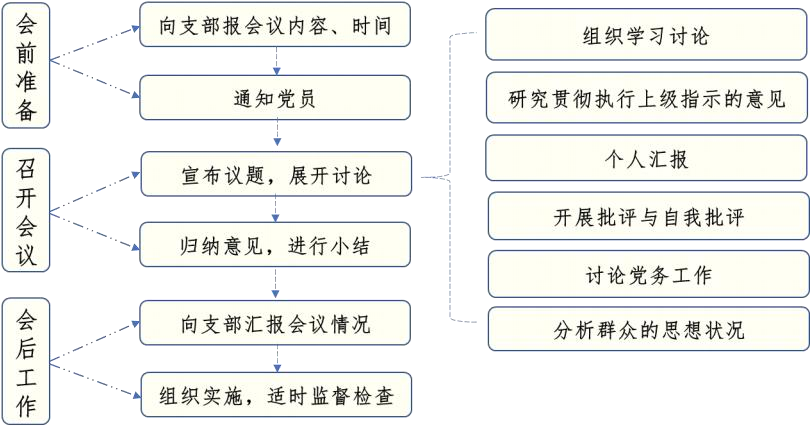 会前准备
向支部报会议内容、时间
通知党员
召开会议
宣布议题，展开讨论
归纳意见，进行小结
会后工作
向支部汇报会议情况
组织实施，适时监督检查
组织学习讨论
研究贯彻执行上级指示的意见
个人汇报
开展批评与自我批评
讨论党务工作
分析群众的思想状况